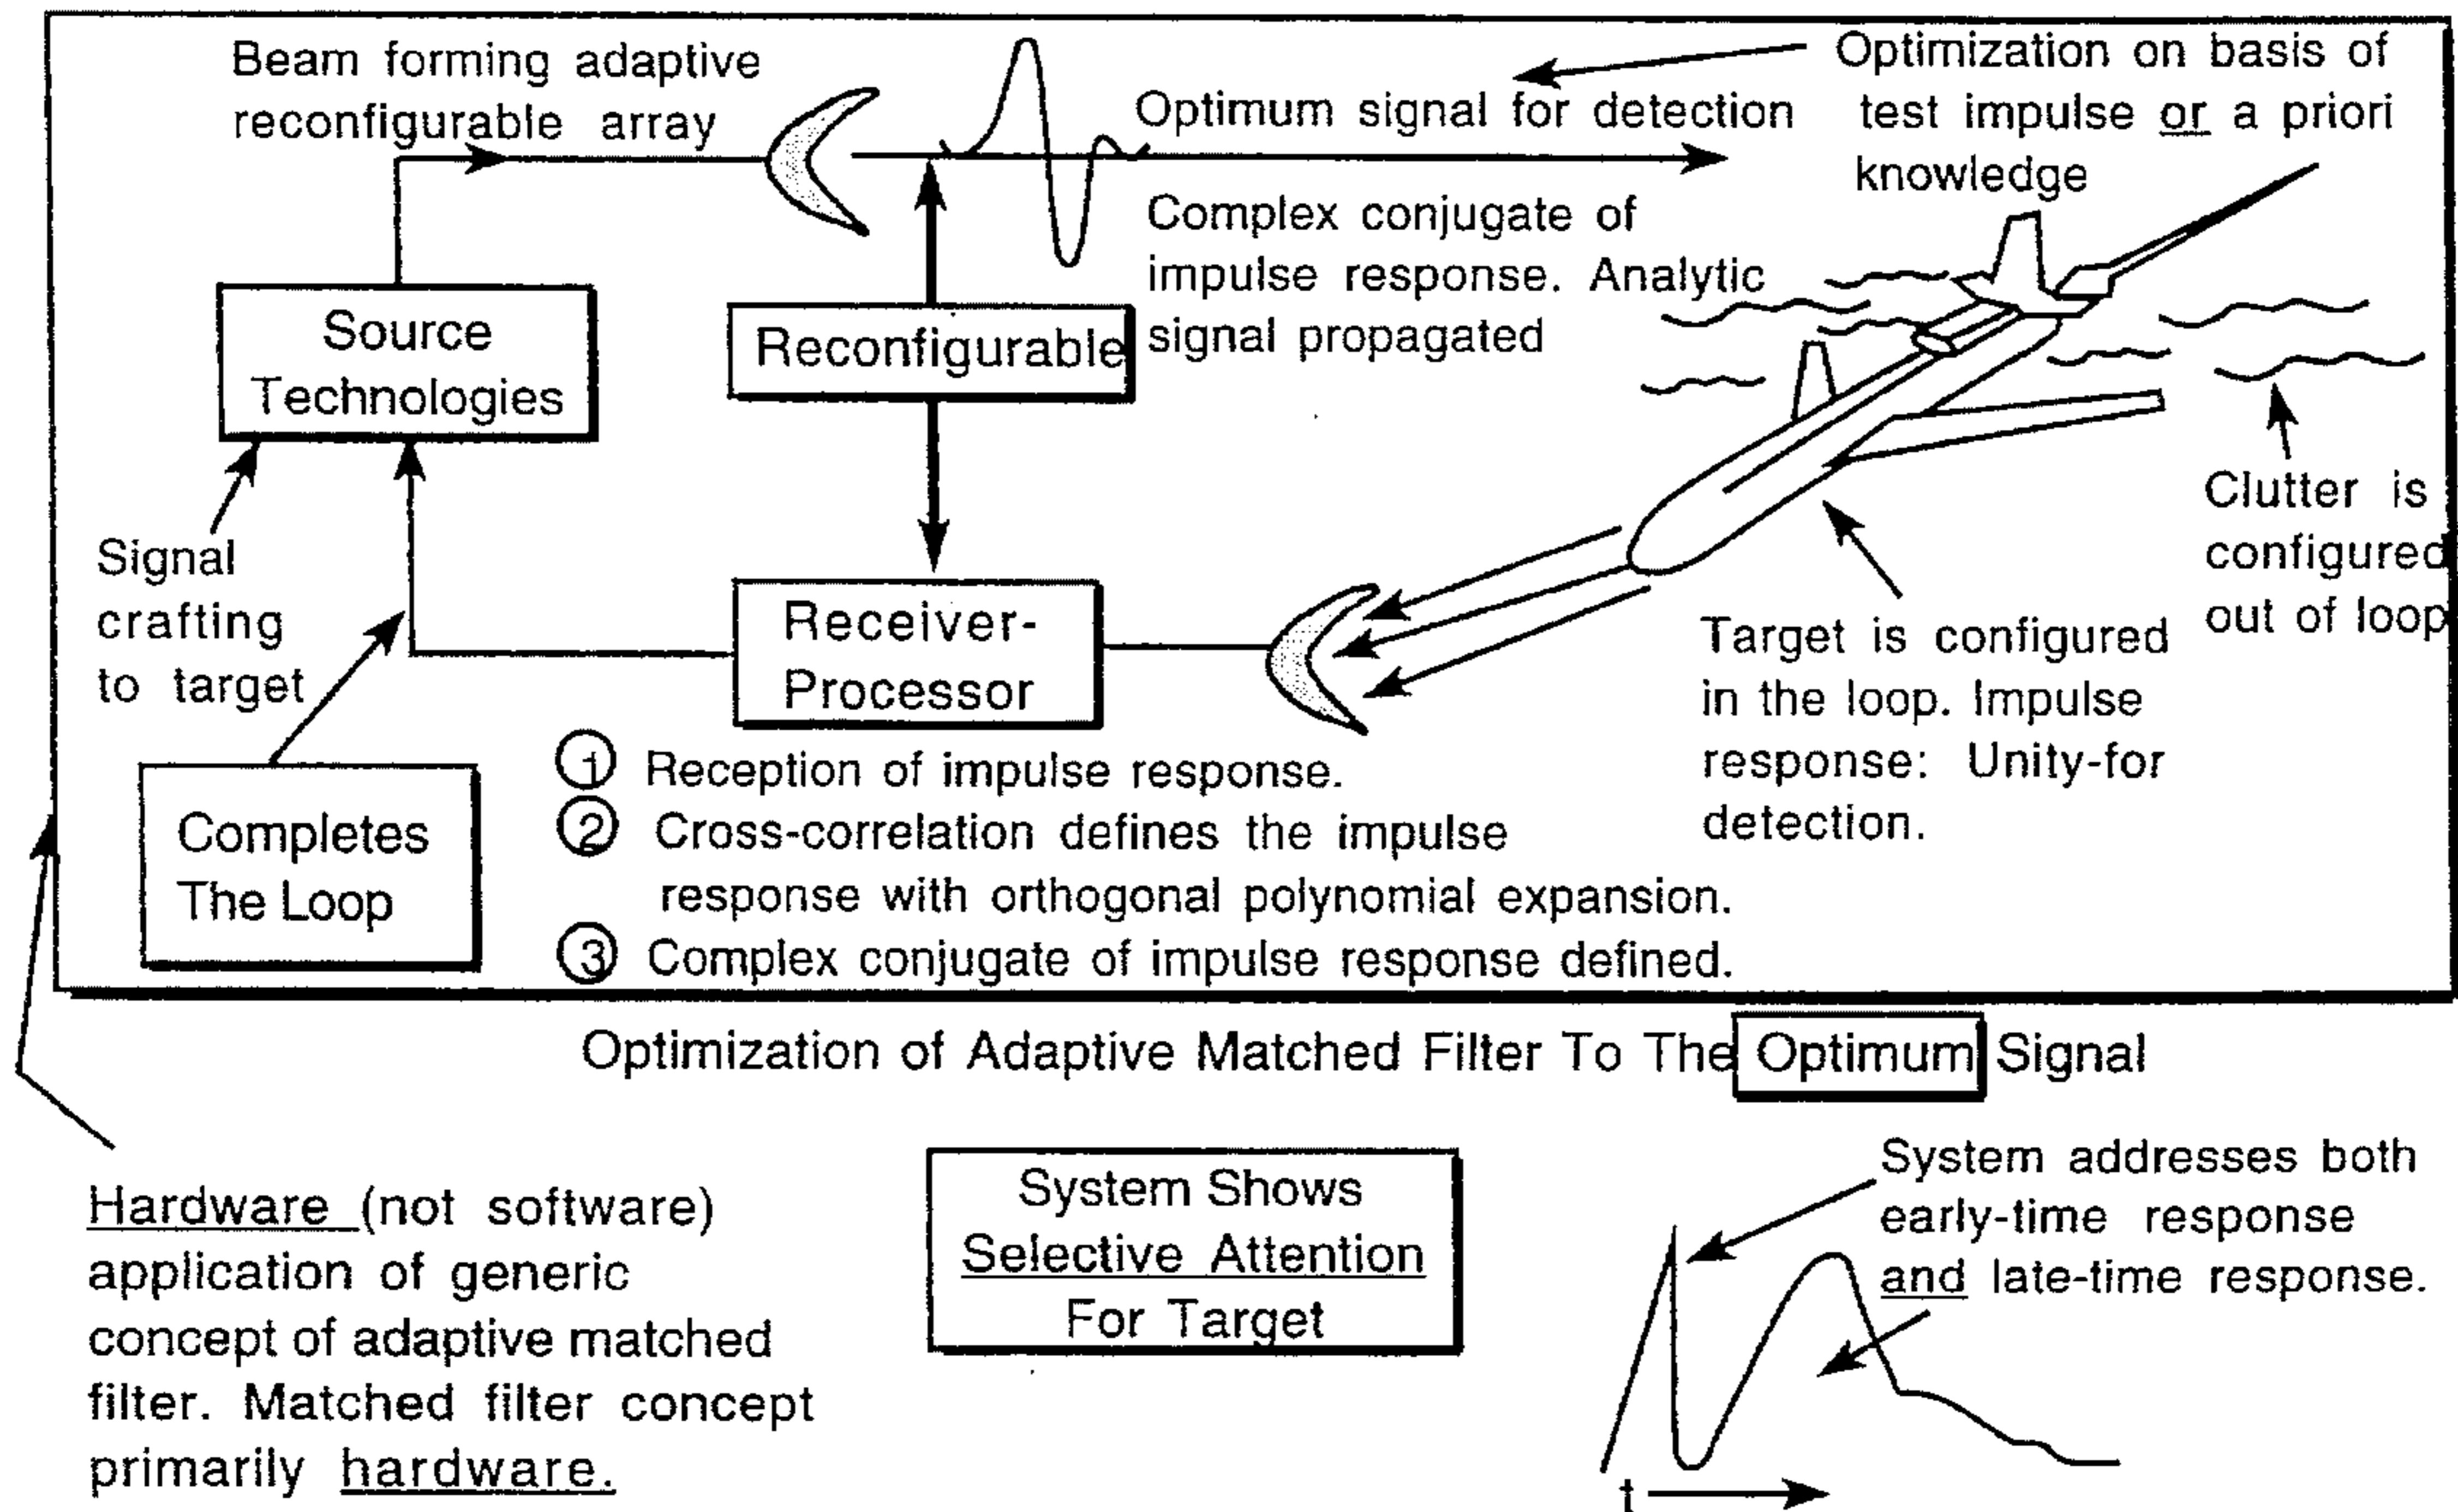 Beam forming adaptive
reconfigurable array
Optimum signal for detection
Optimization on basis of
test impulse or a priori
knowledge
Complex conjugate of
impulse response. Analytic
signal propagated
Source
Technologies
Reconfigurable
Signal
crafting
to target
Receiver-
Processor
Clutter is
configured
out of loop
Target is configured
in the loop. Impulse
response: Unity-for
detection.
Completes
The Loop
1 Reception of impulse response.
2 Cross-correlation defines the impulse
response with orthogonal polynomial expansion.
3 Complex conjugate of impulse response defined.
Optimization of Adaptive Matched Filter To The Optimum Signal
Hardware (not software)
application of generic
concept of adaptive matched
filter. Matched filter concept
primarily hardware.
System Shows
Selective Attention
For Target
System addresses both
early-time response
and late-time response.
t